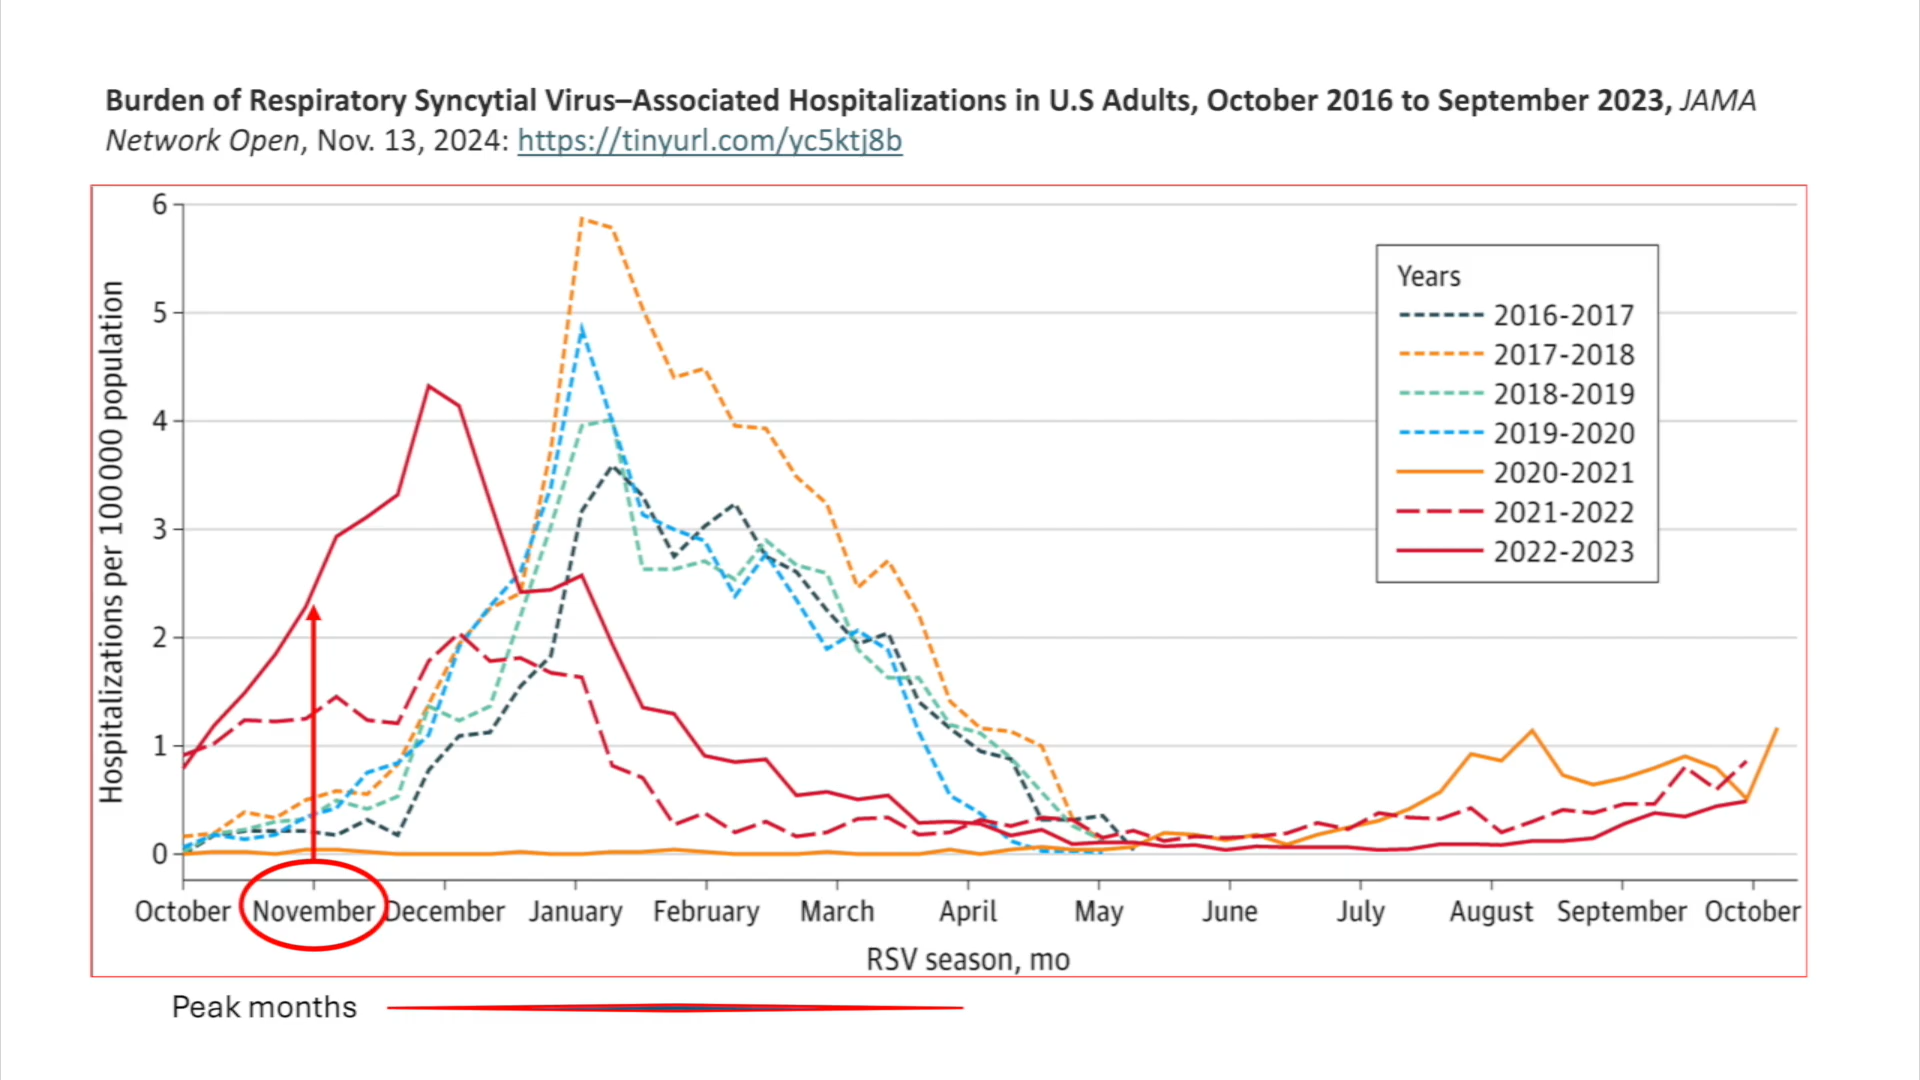 Burden of Respiratory Syncytial Virus–Associated Hospitalizations in U.S Adults, October 2016 to September 2023, JAMA
Network Open, Nov. 13, 2024: https://tinyurl.com/yc5ktj8b
Hospitalizations per 100 000 population
6
5
4
3
2
1
0
Years
2016-2017
2017-2018
2018-2019
2019-2020
2020-2021
2021-2022
2022-2023
October November December January February March April May June July August September October
RSV season, mo
Peak months